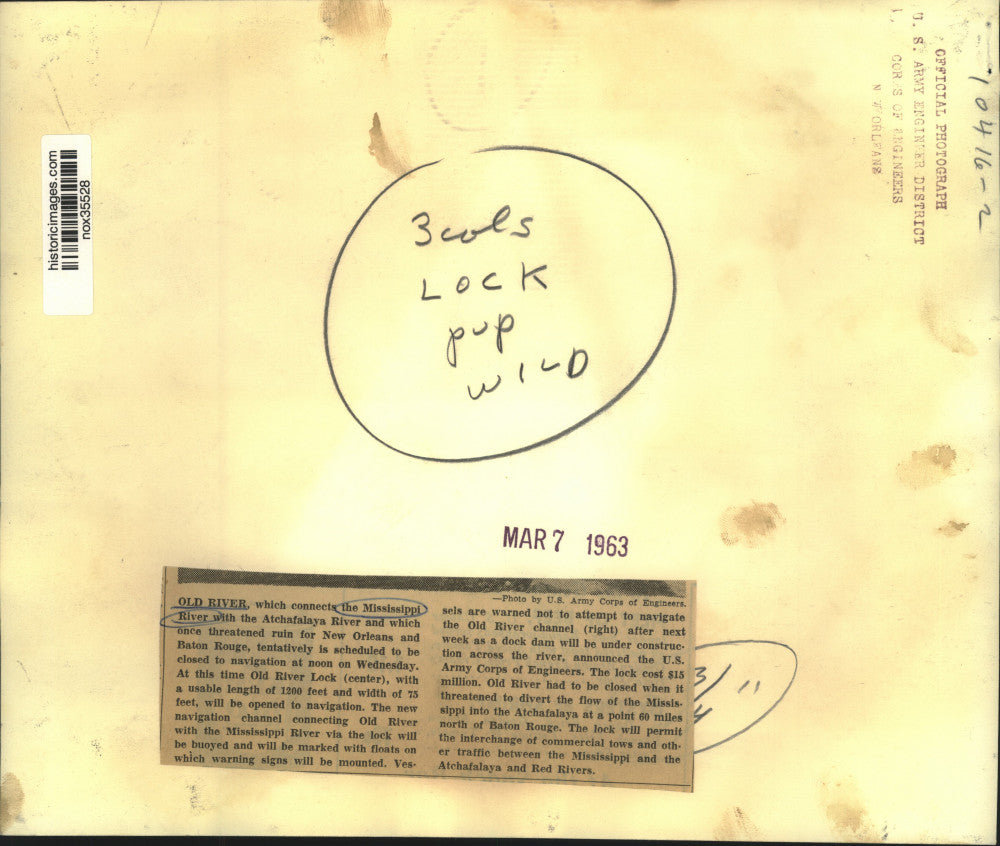 10416-2
OFFICIAL PHOTOGRAPH
U. S. ARMY ENGINEER DISTRICT
CORPS OF ENGINEERS
NEW ORLEANS
historicimages.com
nox35528
3 cols
LOCK
pup
WILD
MAR 7 1963
OLD RIVER, which connects the Mississippi
River with the Atchafalaya River and which
once threatened ruin for New Orleans and
Baton Rouge, tentatively is scheduled to be
closed to navigation at noon on Wednesday.
At this time Old River Lock (center), with
a usable length of 1200 feet and width of 75
feet, will be opened to navigation. The new
navigation channel connecting Old River
with the Mississippi River via the lock will
be buoyed and will be marked with floats on
which warning signs will be mounted. Ves-
—Photo by U.S. Army Corps of Engineers.
sels are warned not to attempt to navigate
the Old River channel (right) after next
week as a dock dam will be under construc-
tion across the river, announced the U.S.
Army Corps of Engineers. The lock cost $15
million. Old River had to be closed when it
threatened to divert the flow of the Missis-
sippi into the Atchafalaya at a point 60 miles
north of Baton Rouge. The lock will permit
the interchange of commercial tows and oth-
er traffic between the Mississippi and the
Atchafalaya and Red Rivers.